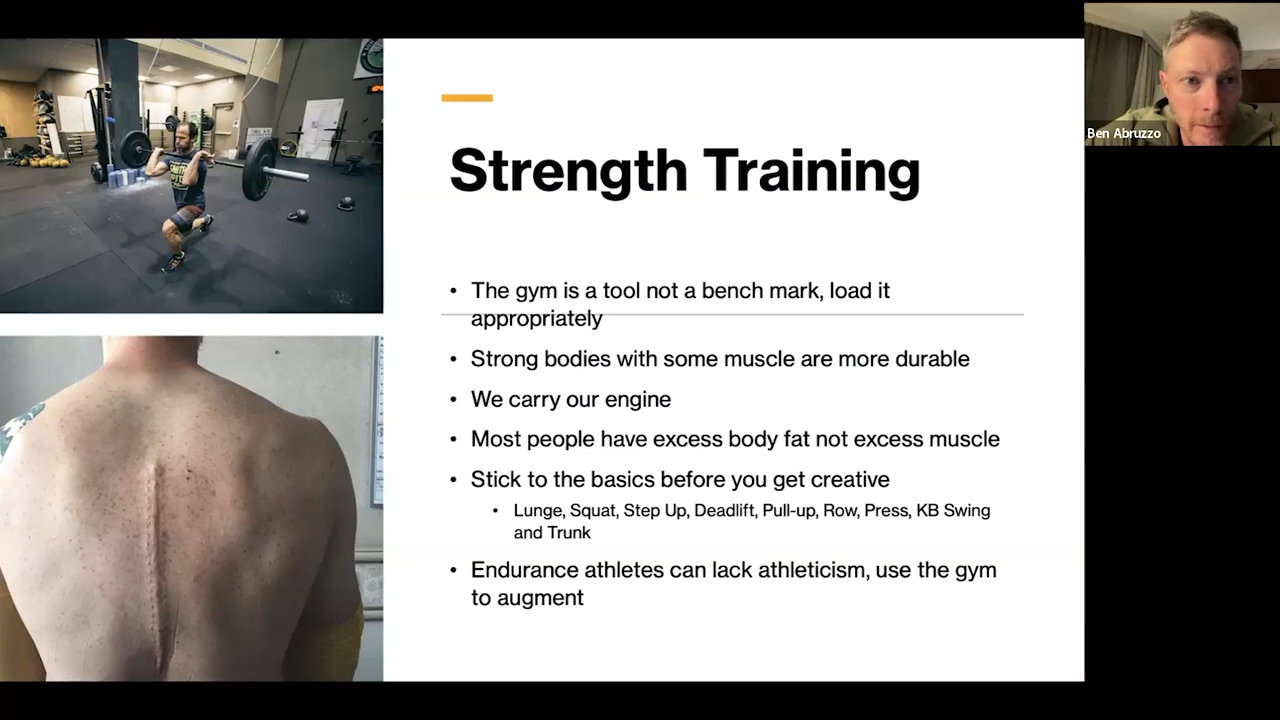 Strength Training
• The gym is a tool not a bench mark, load it
appropriately
• Strong bodies with some muscle are more durable
• We carry our engine
• Most people have excess body fat not excess muscle
• Stick to the basics before you get creative
• Lunge, Squat, Step Up, Deadlift, Pull-up, Row, Press, KB Swing
and Trunk
• Endurance athletes can lack athleticism, use the gym
to augment
Ben Abruzzo